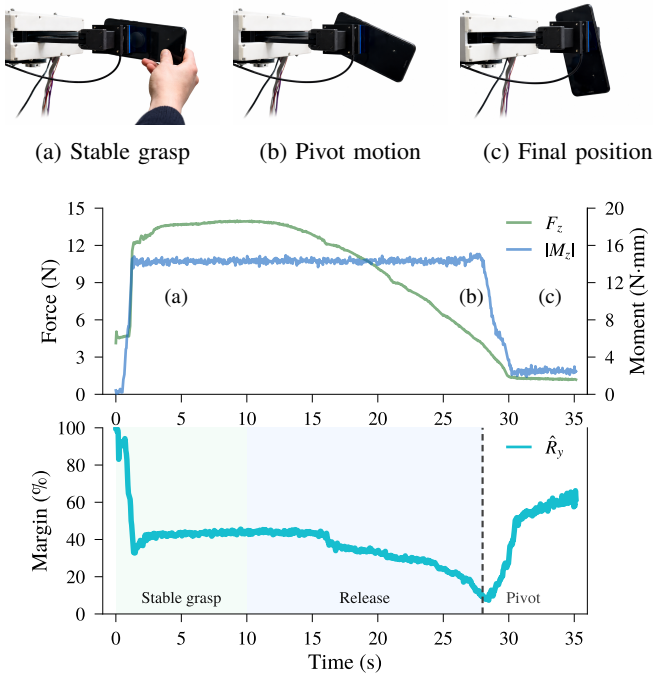 (a) Stable grasp
(b) Pivot motion
(c) Final position
15
12
9
6
3
0
Force (N)
20
16
12
8
4
0
Moment (N·mm)
F_z
|M_z|
(a)
(b)
(c)
0 5 10 15 20 25 30 35
100
80
60
40
20
0
Margin (%)
R̂_y
Stable grasp
Release
Pivot
0 5 10 15 20 25 30 35
Time (s)